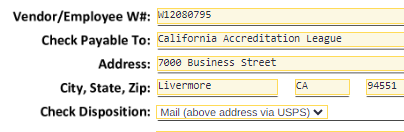 Vendor/Employee W#: W12080795
Check Payable To: California Accreditation League
Address: 7000 Business Street
City, State, Zip: Livermore CA 94551
Check Disposition: Mail (above address via USPS)